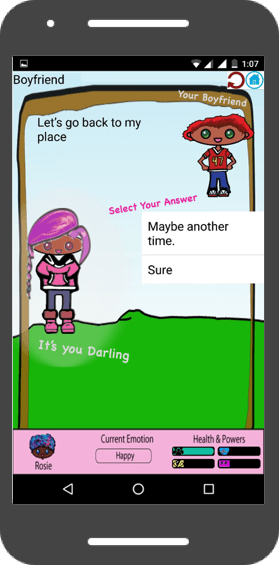 1:07
Boyfriend
Your Boyfriend
Let's go back to my
place
47
Select Your Answer
Maybe another
time.
Sure
It's you Darling
Current Emotion
Health & Powers
Happy
Rosie